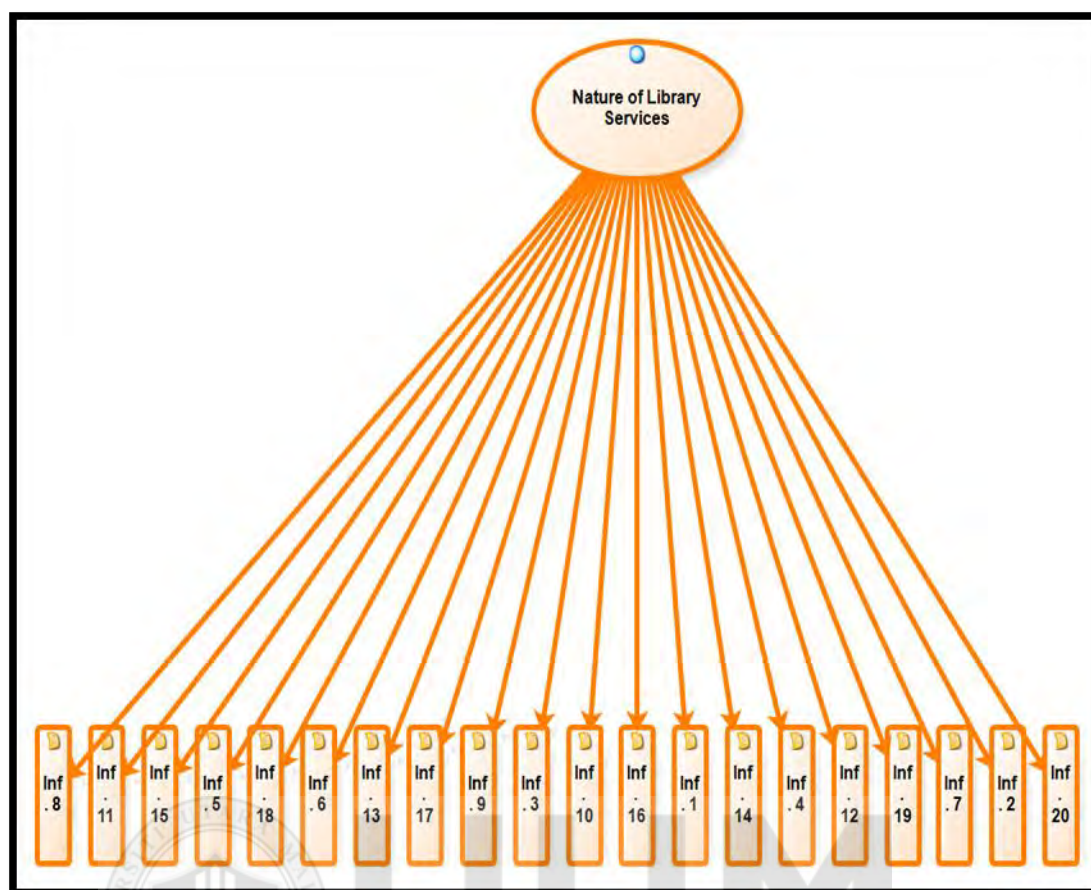 Nature of Library
Services
Inf
. 8
Inf
.
11
Inf
.
15
Inf
. 5
Inf
.
18
Inf
. 6
Inf
.
13
Inf
.
17
Inf
. 9
Inf
. 3
Inf
.
10
Inf
.
16
Inf
. 1
Inf
.
14
Inf
. 4
Inf
.
12
Inf
.
19
Inf
. 7
Inf
. 2
Inf
.
20
UUM